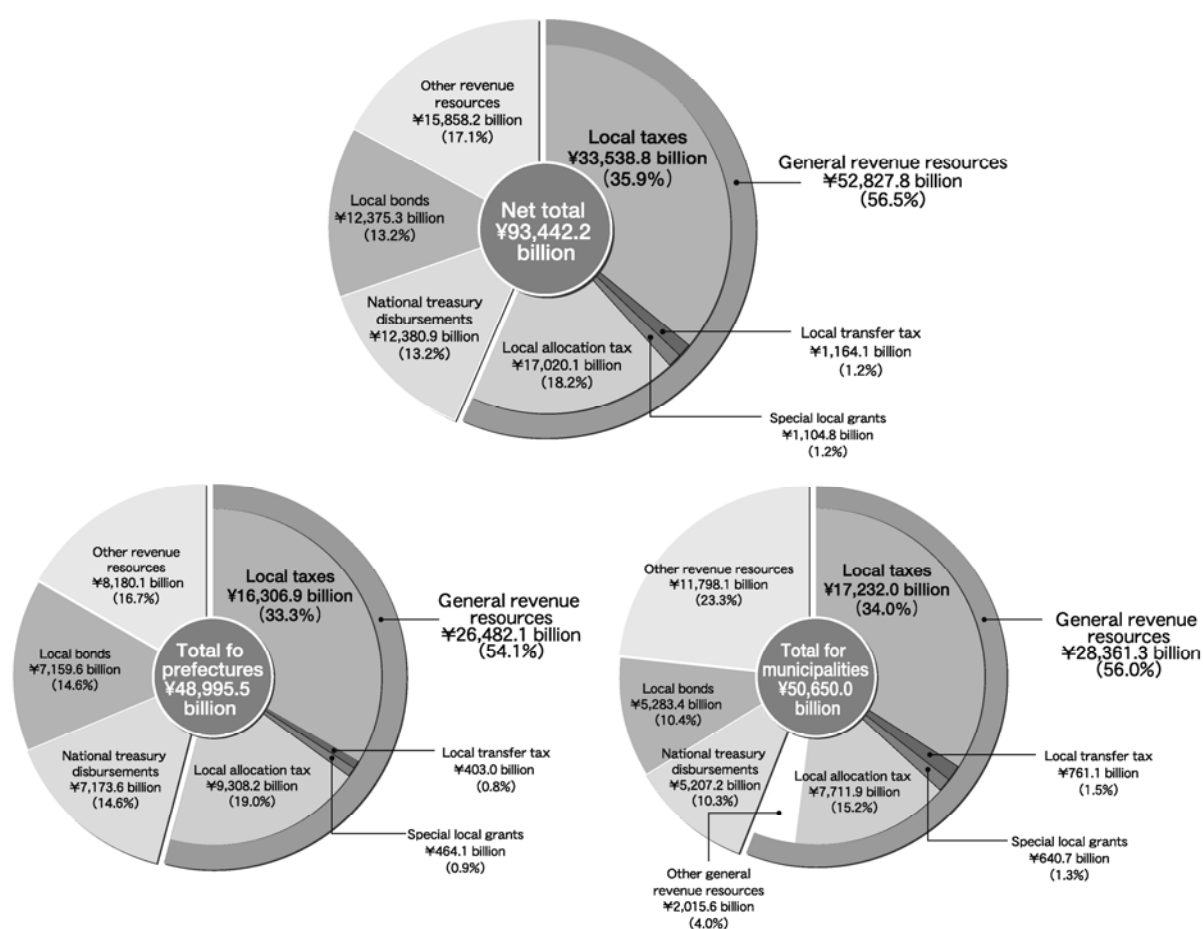 Other revenue
resources
¥15,858.2 billion
(17.1%)
Local taxes
¥33,538.8 billion
(35.9%)
General revenue resources
¥52,827.8 billion
(56.5%)
Local bonds
¥12,375.3 billion
(13.2%)
Net total
¥93,442.2
billion
National treasury
disbursements
¥12,380.9 billion
(13.2%)
Local allocation tax
¥17,020.1 billion
(18.2%)
Local transfer tax
¥1,164.1 billion
(1.2%)
Special local grants
¥1,104.8 billion
(1.2%)
Other revenue
resources
¥8,180.1 billion
(16.7%)
Local taxes
¥16,306.9 billion
(33.3%)
General revenue
resources
¥26,482.1 billion
(54.1%)
Local bonds
¥7,159.6 billion
(14.6%)
Total fo
prefectures
¥48,995.5
billion
National treasury
disbursements
¥7,173.6 billion
(14.6%)
Local allocation tax
¥9,308.2 billion
(19.0%)
Local transfer tax
¥403.0 billion
(0.8%)
Special local grants
¥464.1 billion
(0.9%)
Other revenue resources
¥11,798.1 billion
(23.3%)
Local taxes
¥17,232.0 billion
(34.0%)
General revenue
resources
¥28,361.3 billion
(56.0%)
Local bonds
¥5,283.4 billion
(10.4%)
Total for
municipalities
¥50,650.0
billion
National treasury
disbursements
¥5,207.2 billion
(10.3%)
Local allocation tax
¥7,711.9 billion
(15.2%)
Local transfer tax
¥761.1 billion
(1.5%)
Special local grants
¥640.7 billion
(1.3%)
Other general
revenue resources
¥2,015.6 billion
(4.0%)